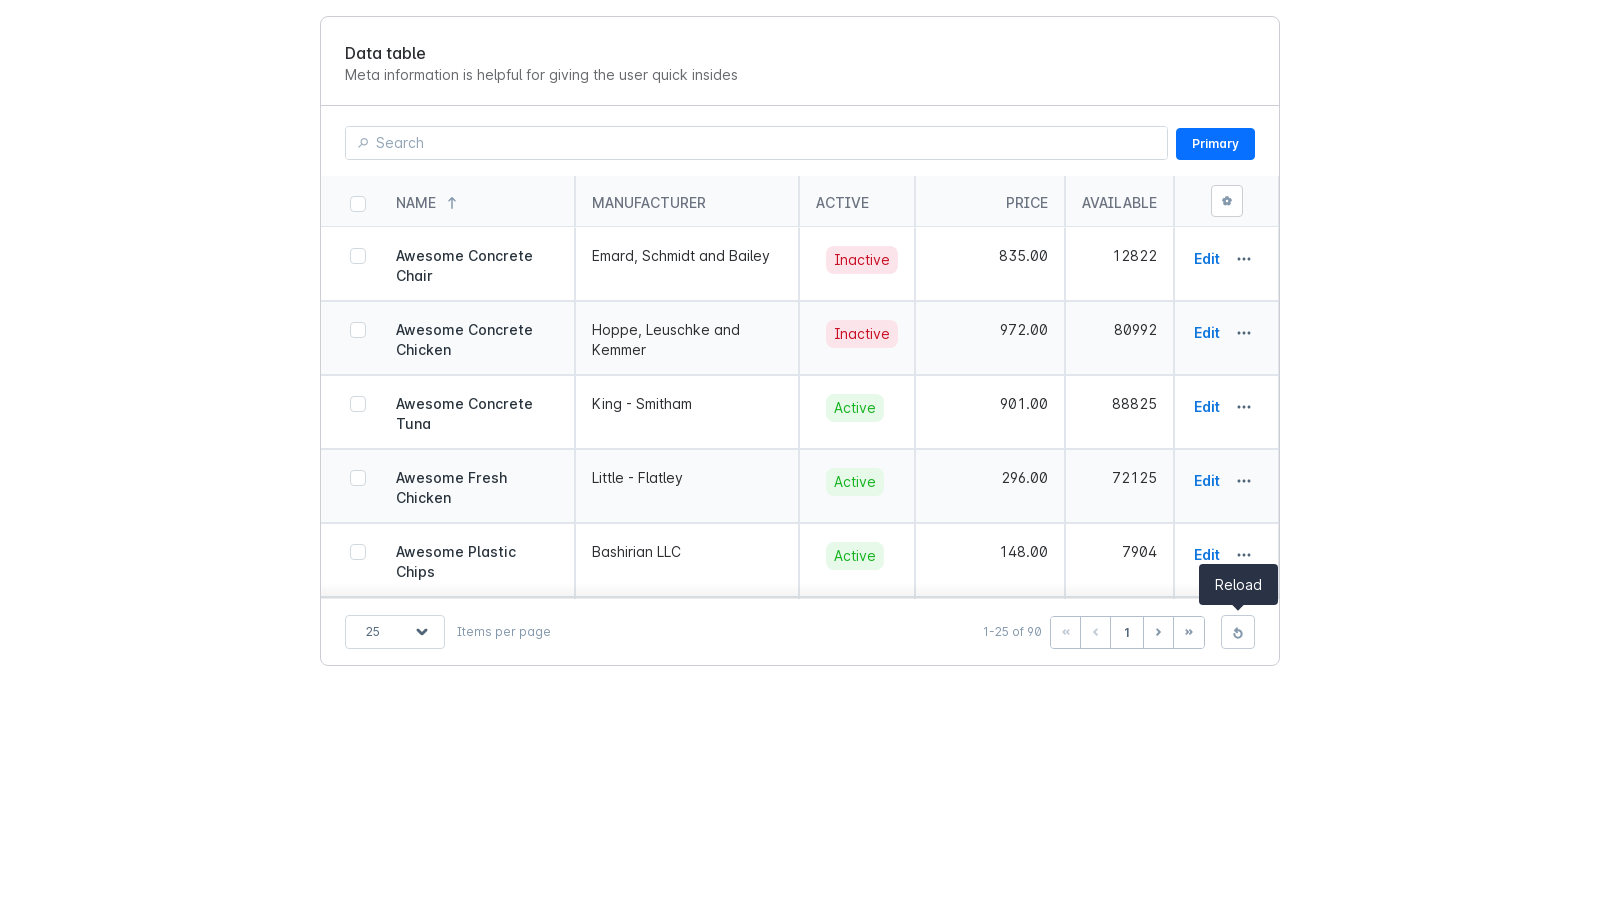 Data table
Meta information is helpful for giving the user quick insides
Search
Primary
NAME MANUFACTURER ACTIVE PRICE AVAILABLE
Awesome Concrete Emard, Schmidt and Bailey Inactive 835.00 12822 Edit
Chair
Awesome Concrete Hoppe, Leuschke and Inactive 972.00 80992 Edit
Chicken Kemmer
Awesome Concrete King - Smitham Active 901.00 88825 Edit
Tuna
Awesome Fresh Little - Flatley Active 296.00 72125 Edit
Chicken
Awesome Plastic Bashirian LLC Active 148.00 7904 Edit
Chips
Reload
25 Items per page 1-25 of 90 « ‹ 1 › »